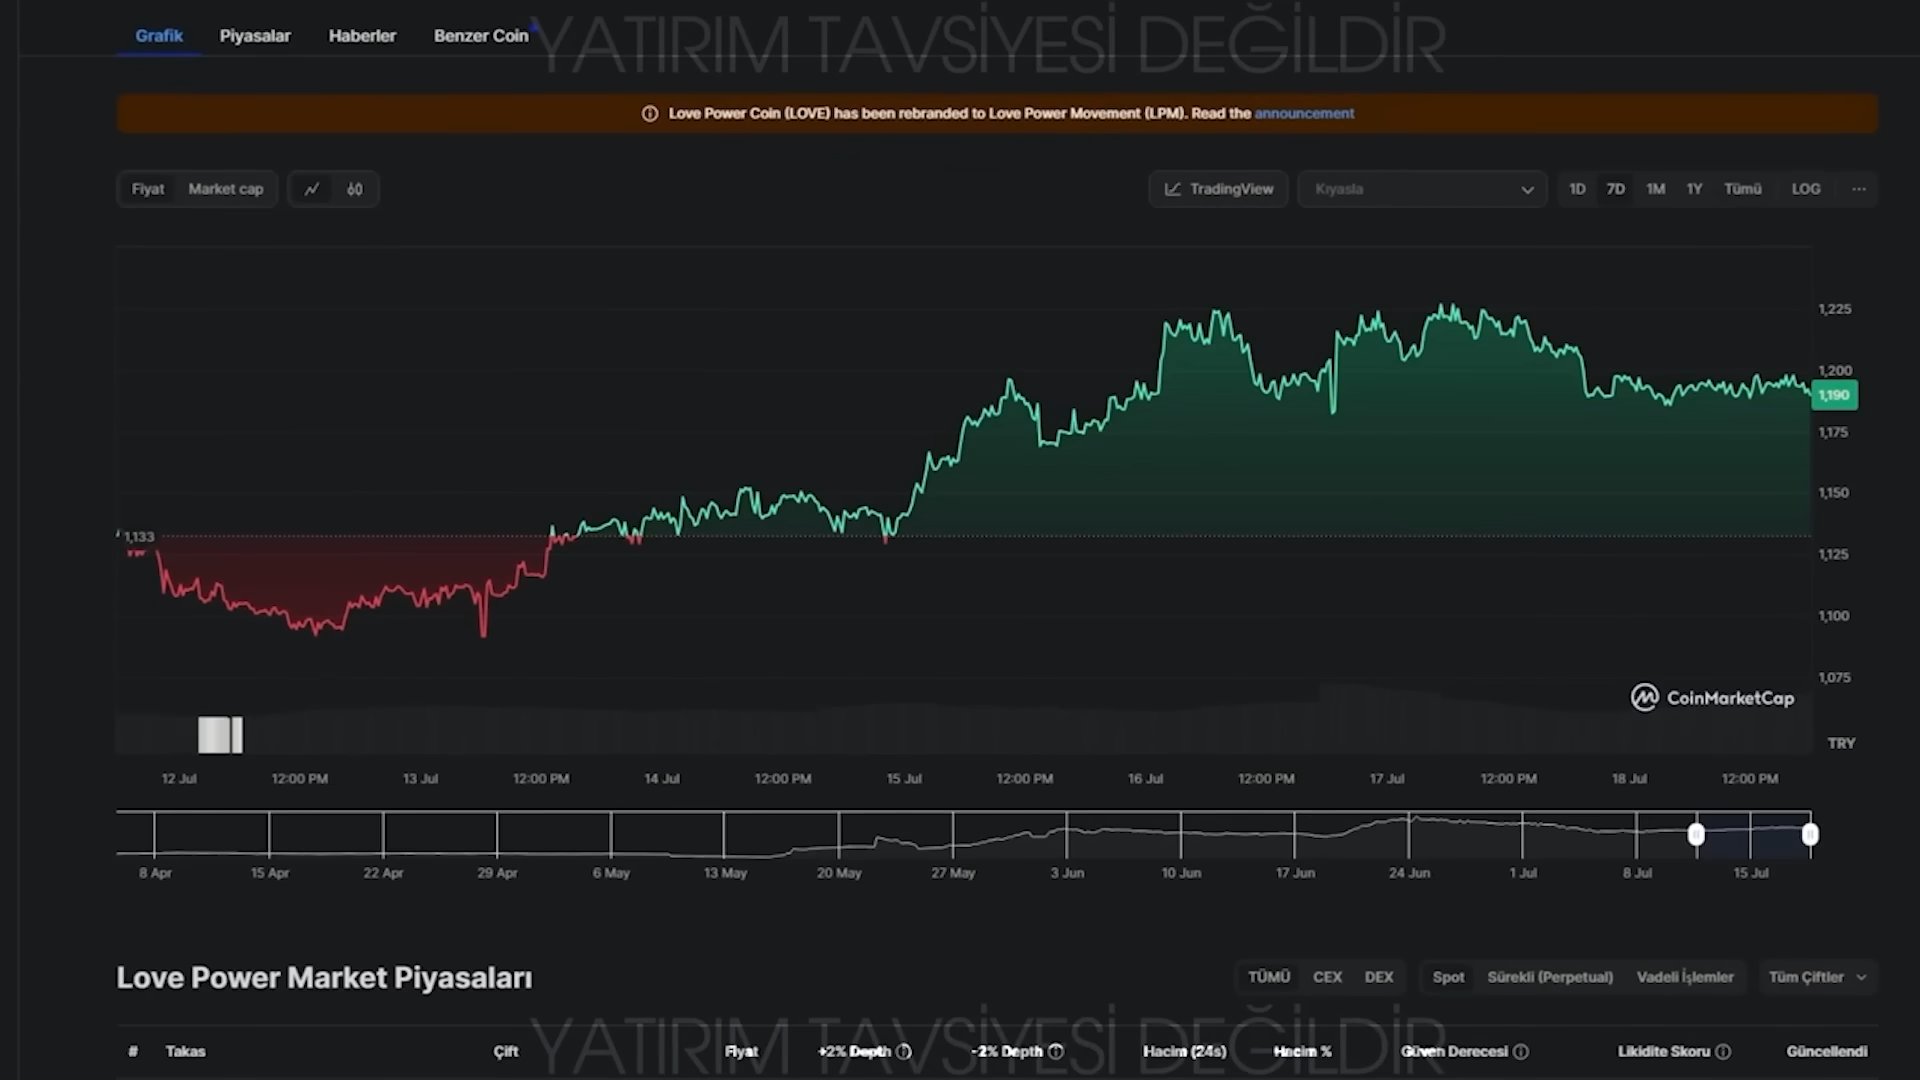 YATIRIM TAVSİYESİ DEĞİLDİR
Grafik Piyasalar Haberler Benzer Coin
Love Power Coin (LOVE) has been rebranded to Love Power Movement (LPM). Read the announcement
Fiyat Market cap TradingView Kıyasla 1D 7D 1M 1Y Tümü LOG ...
1,225
1,200
1,190
1,175
1,150
1,133
1,125
1,100
1,075
CoinMarketCap
TRY
12 Jul 12:00 PM 13 Jul 12:00 PM 14 Jul 12:00 PM 15 Jul 12:00 PM 16 Jul 12:00 PM 17 Jul 12:00 PM 18 Jul 12:00 PM
8 Apr 15 Apr 22 Apr 29 Apr 6 May 13 May 20 May 27 May 3 Jun 10 Jun 17 Jun 24 Jun 1 Jul 8 Jul 15 Jul
Love Power Market Piyasaları TÜMÜ CEX DEX Spot Sürekli (Perpetual) Vadeli İşlemler Tüm Çiftler
YATIRIM TAVSİYESİ DEĞİLDİR
# Takas Çift Fiyat +2% Depth -2% Depth Hacim (24s) Hacim % Güven Derecesi Likidite Skoru Güncellendi